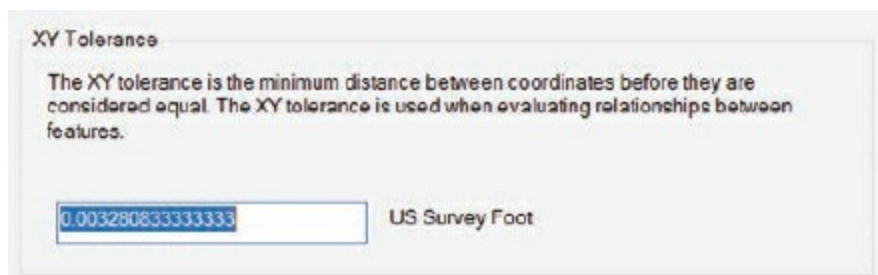 XY Tolerance
The XY tolerance is the minimum distance between coordinates before they are
considered equal. The XY tolerance is used when evaluating relationships between
features.
0.003280833333333
US Survey Foot